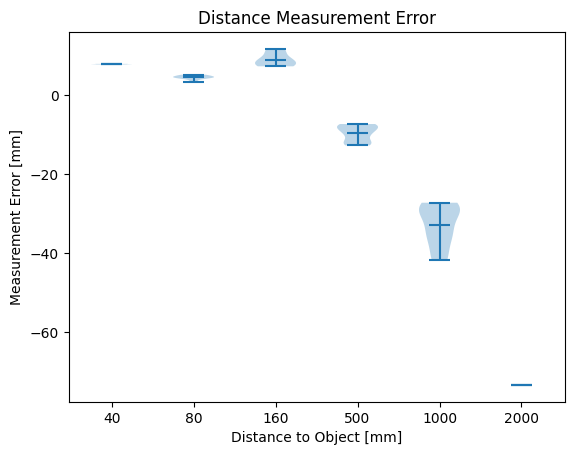 Distance Measurement Error
Measurement Error [mm]
0
−20
−40
−60
40 80 160 500 1000 2000
Distance to Object [mm]